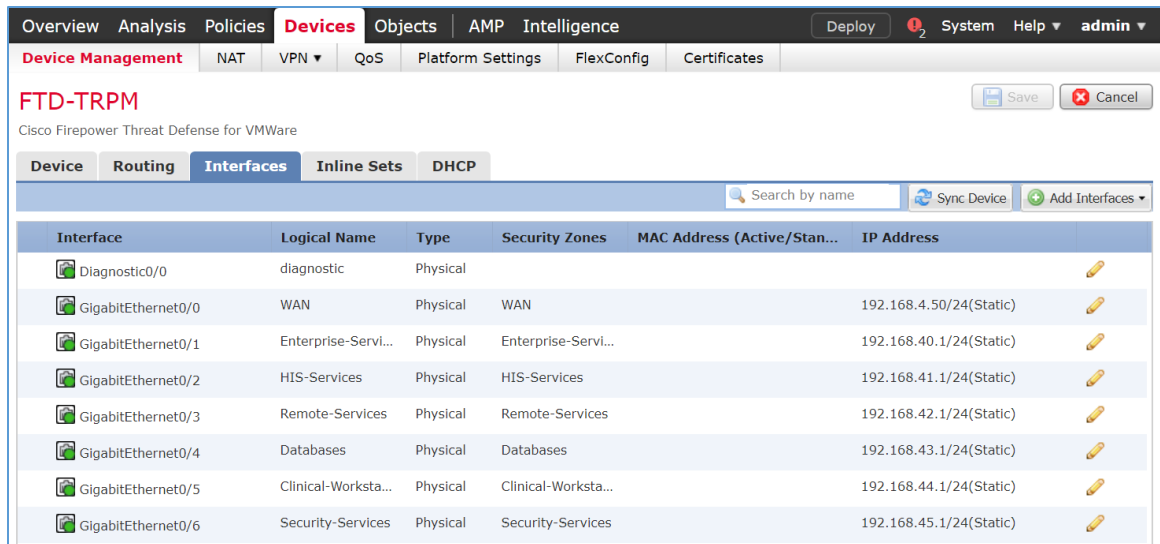 Overview Analysis Policies Devices Objects AMP Intelligence Deploy 2 System Help ▼ admin ▼
Device Management NAT VPN ▼ QoS Platform Settings FlexConfig Certificates
FTD-TRPM Save Cancel
Cisco Firepower Threat Defense for VMWare
Device Routing Interfaces Inline Sets DHCP
Search by name Sync Device Add Interfaces ▾
Interface Logical Name Type Security Zones MAC Address (Active/Stan... IP Address
Diagnostic0/0 diagnostic Physical
GigabitEthernet0/0 WAN Physical WAN 192.168.4.50/24(Static)
GigabitEthernet0/1 Enterprise-Servi... Physical Enterprise-Servi... 192.168.40.1/24(Static)
GigabitEthernet0/2 HIS-Services Physical HIS-Services 192.168.41.1/24(Static)
GigabitEthernet0/3 Remote-Services Physical Remote-Services 192.168.42.1/24(Static)
GigabitEthernet0/4 Databases Physical Databases 192.168.43.1/24(Static)
GigabitEthernet0/5 Clinical-Worksta... Physical Clinical-Worksta... 192.168.44.1/24(Static)
GigabitEthernet0/6 Security-Services Physical Security-Services 192.168.45.1/24(Static)